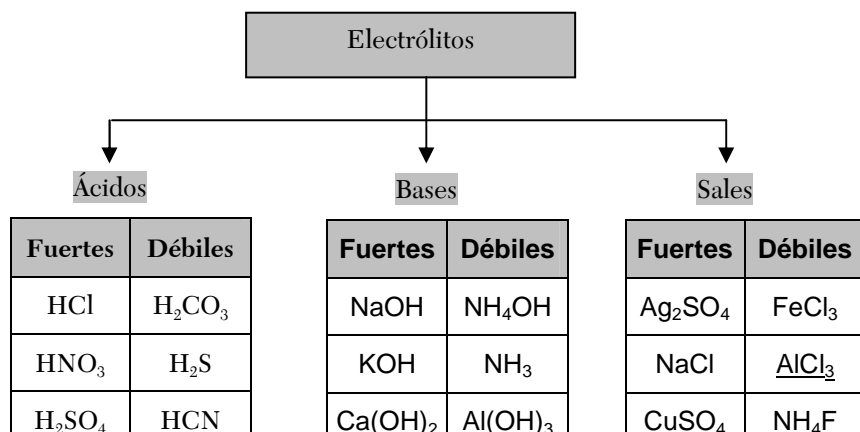 Electrólitos
Ácidos Bases Sales
Fuertes Débiles Fuertes Débiles Fuertes Débiles
HCl H₂CO₃ NaOH NH₄OH Ag₂SO₄ FeCl₃
HNO₃ H₂S KOH NH₃ NaCl AlCl₃
H₂SO₄ HCN Ca(OH)₂ Al(OH)₃ CuSO₄ NH₄F